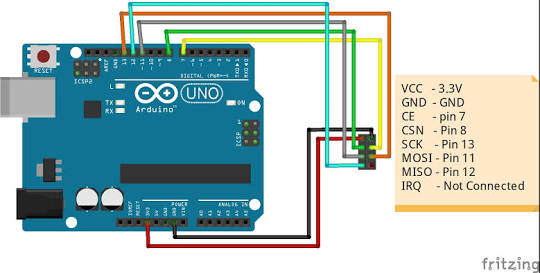 RESET
ICSP2
AREF
GND
13
12
~11
~10
~9
8
7
~6
~5
4
~3
2
TX▸1
RX◂0
DIGITAL (PWM~)
L
TX
RX
Arduino™
UNO
ON
ICSP
1
IOREF
RESET
3V3
5V
GND
GND
VIN
POWER
ANALOG IN
A0
A1
A2
A3
A4
A5
VCC - 3.3V
GND - GND
CE - pin 7
CSN - Pin 8
SCK - Pin 13
MOSI - Pin 11
MISO - Pin 12
IRQ - Not Connected
fritzing